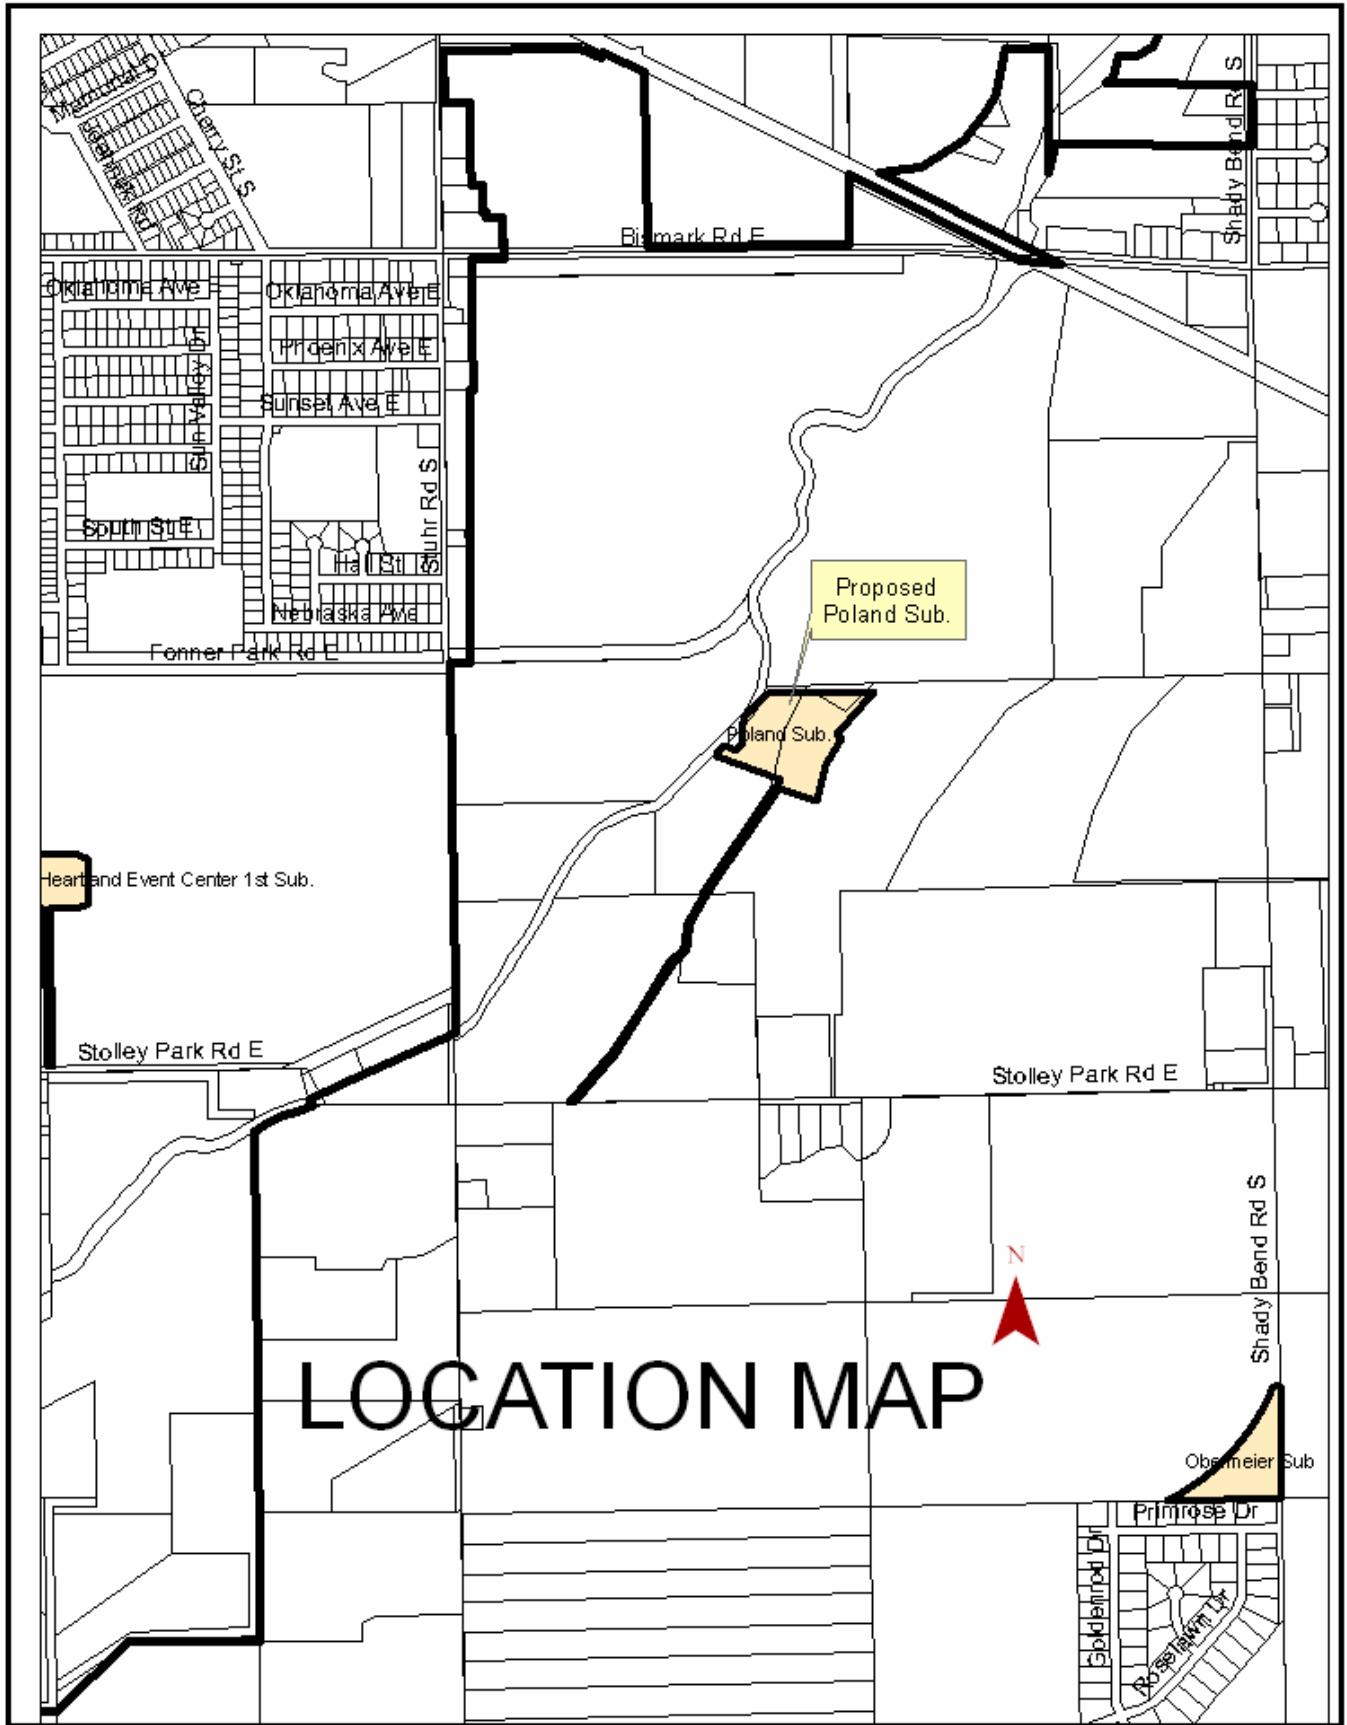 Memorial D
Cherry St S
Shady Bend Rd S
Bismark Rd E
Oklahoma Ave
Oklahoma Ave E
Phoenix Ave E
Sun Valley Dr
Sunset Ave E
Stuhr Rd S
South St E
Hall St
Nebraska Ave
Fonner Park Rd E
Proposed
Poland Sub.
Poland Sub.
Heartland Event Center 1st Sub.
Stolley Park Rd E
Stolley Park Rd E
Shady Bend Rd S
N
LOCATION MAP
Obermeier Sub
Primrose Dr
Goldenrod Dr
Roselawn Dr